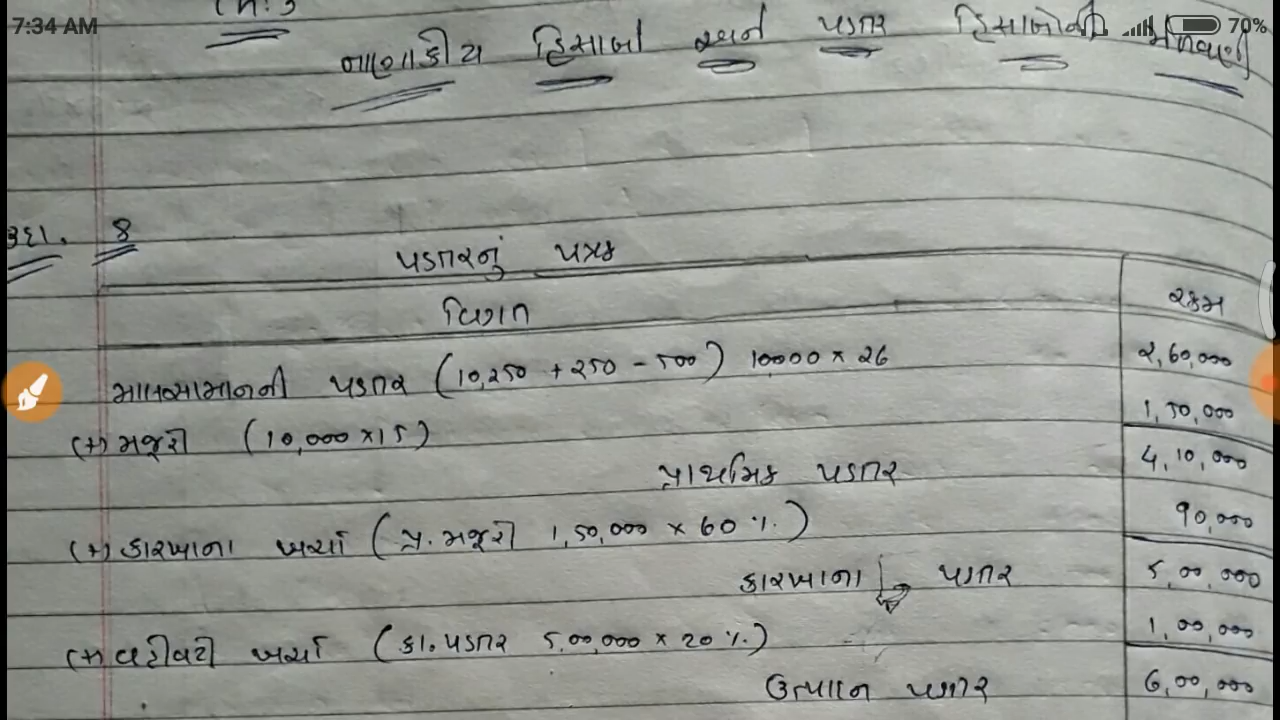 7:34 AM 70%
નાણાકીય હિસાબો અને પડતર હિસાબોની મેળવણી
ઉદા. 8
પડતરનું પત્રક
વિગત રકમ
માલસામાનની પડતર (10,250 + 250 - 500) 10000 × 26 2,60,000
(+) મજૂરી (10,000 × 15) 1,50,000
પ્રાથમિક પડતર 4,10,000
(+) કારખાના ખર્ચા (પ્ર. મજૂરી 1,50,000 × 60 %) 90,000
કારખાના પડતર 5,00,000
(+) વહીવટી ખર્ચા (કા. પડતર 5,00,000 × 20 %) 1,00,000
ઉત્પાદન પડતર 6,00,000